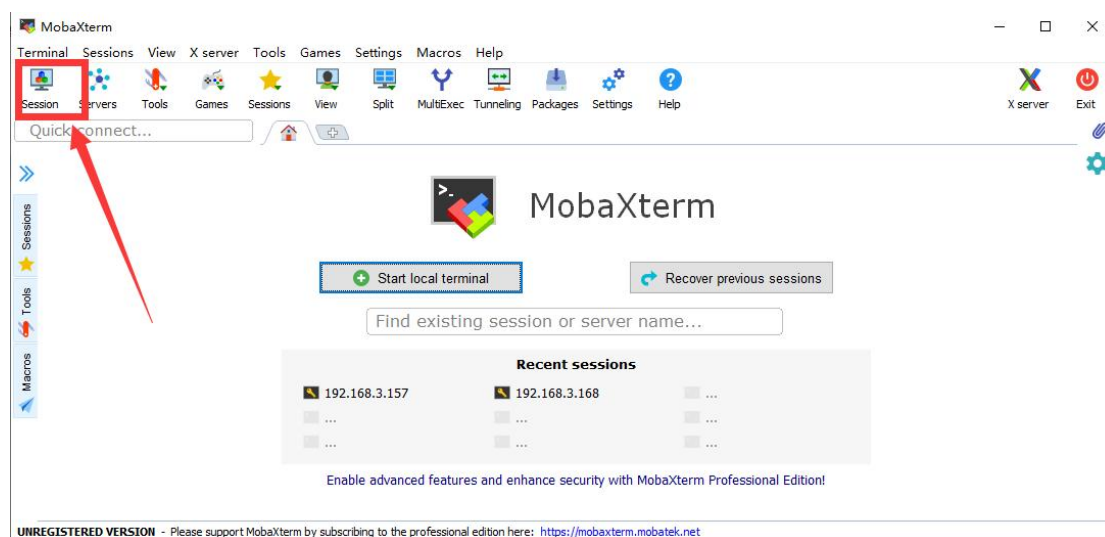 MobaXterm
Terminal Sessions View X server Tools Games Settings Macros Help
Session Servers Tools Games Sessions View Split MultiExec Tunneling Packages Settings Help X server Exit
Quick connect...
Sessions
Tools
Macros
>_ MobaXterm
Start local terminal Recover previous sessions
Find existing session or server name...
Recent sessions
192.168.3.157 192.168.3.168 ...
... ... ...
... ... ...
Enable advanced features and enhance security with MobaXterm Professional Edition!
UNREGISTERED VERSION - Please support MobaXterm by subscribing to the professional edition here: https://mobaxterm.mobatek.net